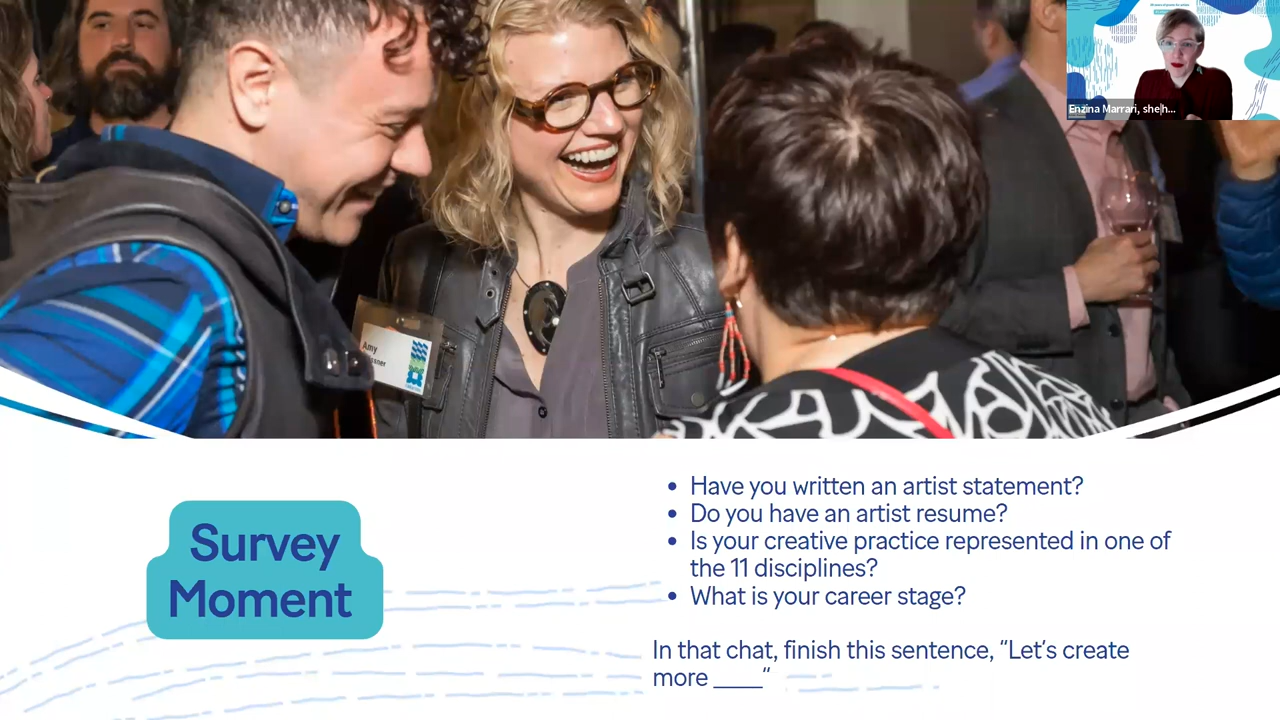 Enzina Marrari, she|h...
Amy
Survey
Moment
• Have you written an artist statement?
• Do you have an artist resume?
• Is your creative practice represented in one of
the 11 disciplines?
• What is your career stage?
In that chat, finish this sentence, “Let’s create
more ____”